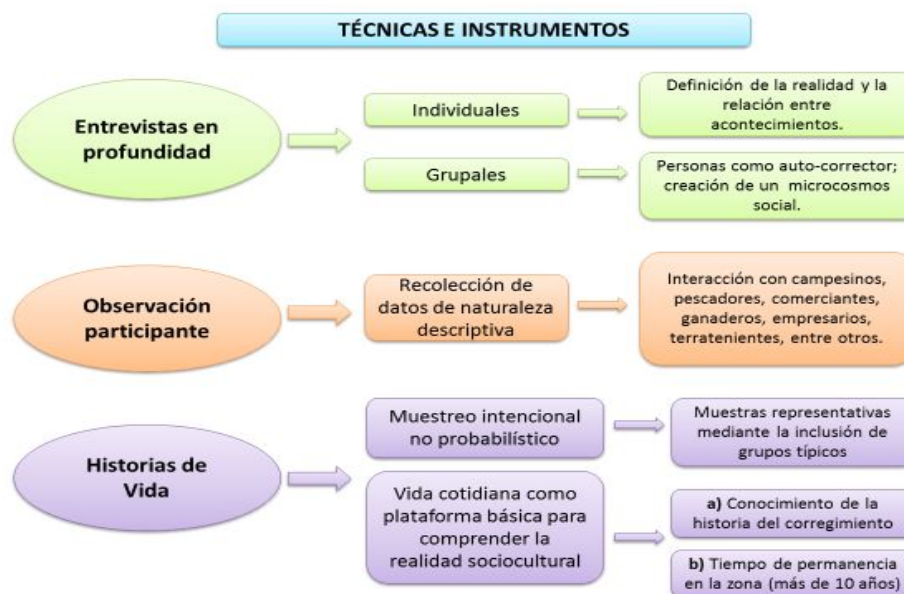 TÉCNICAS E INSTRUMENTOS
Entrevistas en
profundidad
Individuales
Definición de la realidad y la
relación entre
acontecimientos.
Grupales
Personas como auto-corrector;
creación de un microcosmos
social.
Observación
participante
Recolección de
datos de naturaleza
descriptiva
Interacción con campesinos,
pescadores, comerciantes,
ganaderos, empresarios,
terratenientes, entre otros.
Historias de
Vida
Muestreo intencional
no probabilístico
Muestras representativas
mediante la inclusión de
grupos típicos
Vida cotidiana como
plataforma básica para
comprender la
realidad sociocultural
a) Conocimiento de la
historia del corregimiento
b) Tiempo de permanencia
en la zona (más de 10 años)